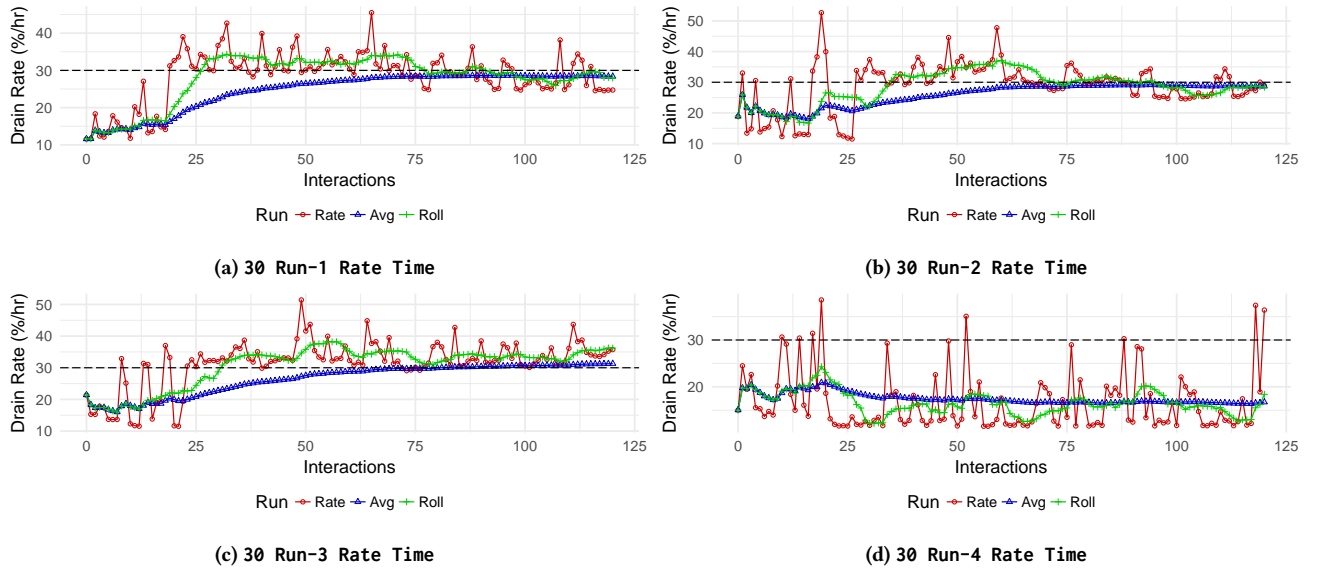 Drain Rate (%/hr)
40
30
20
10
0 25 50 75 100 125
Interactions
Run Rate Avg Roll
(a) 30 Run-1 Rate Time
Drain Rate (%/hr)
50
40
30
20
10
0 25 50 75 100 125
Interactions
Run Rate Avg Roll
(b) 30 Run-2 Rate Time
Drain Rate (%/hr)
50
40
30
20
10
0 25 50 75 100 125
Interactions
Run Rate Avg Roll
(c) 30 Run-3 Rate Time
Drain Rate (%/hr)
30
20
0 25 50 75 100 125
Interactions
Run Rate Avg Roll
(d) 30 Run-4 Rate Time